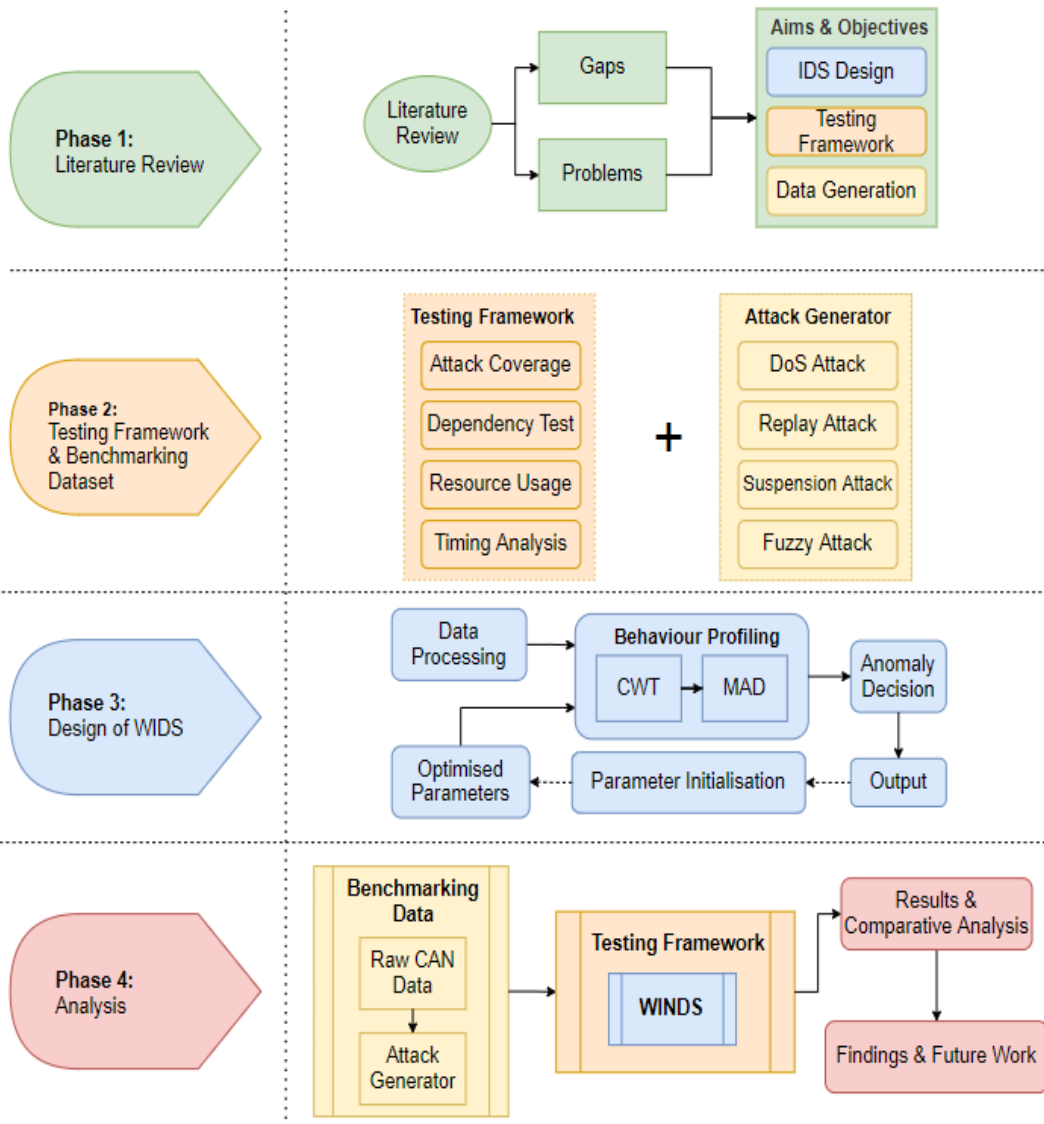 Phase 1:
Literature Review
Literature
Review
Gaps
Problems
Aims & Objectives
IDS Design
Testing
Framework
Data Generation
Phase 2:
Testing Framework
& Benchmarking
Dataset
Testing Framework
Attack Coverage
Dependency Test
Resource Usage
Timing Analysis
+
Attack Generator
DoS Attack
Replay Attack
Suspension Attack
Fuzzy Attack
Phase 3:
Design of WIDS
Data
Processing
Behaviour Profiling
CWT
MAD
Anomaly
Decision
Optimised
Parameters
Parameter Initialisation
Output
Phase 4:
Analysis
Benchmarking
Data
Raw CAN
Data
Attack
Generator
Testing Framework
WINDS
Results &
Comparative Analysis
Findings & Future Work